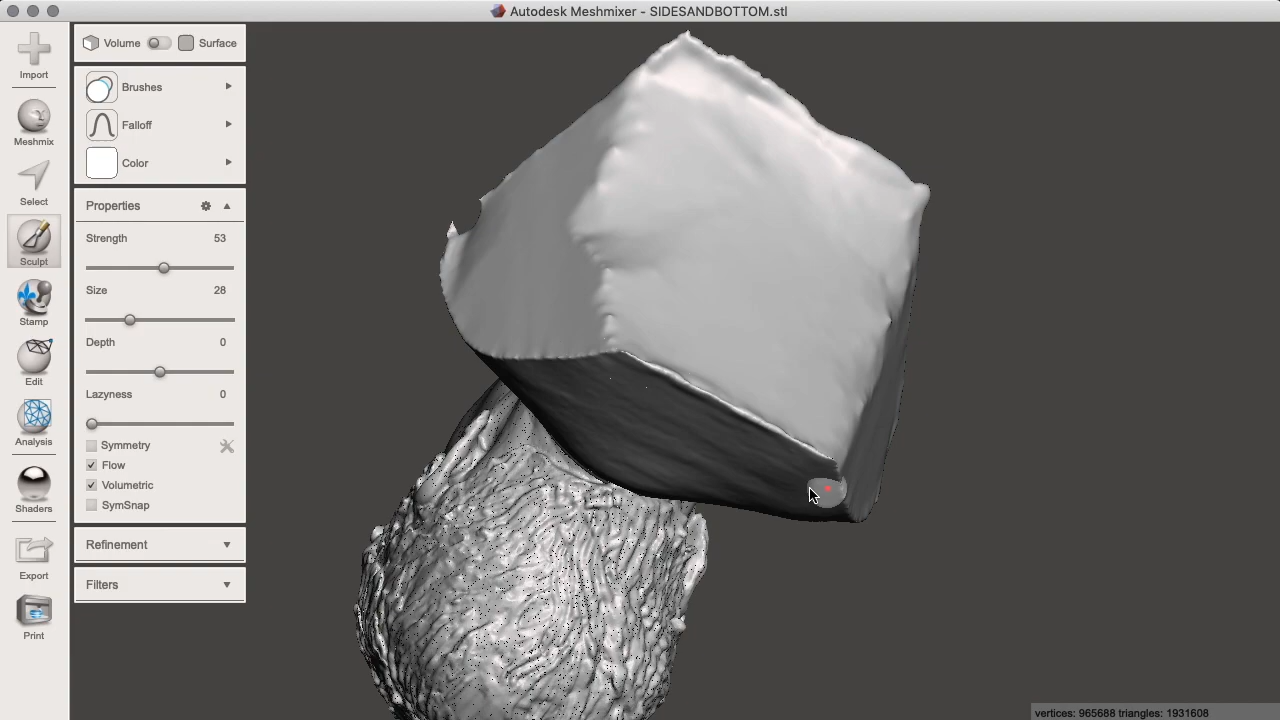 Autodesk Meshmixer - SIDESANDBOTTOM.stl
Import
Meshmix
Select
Sculpt
Stamp
Edit
Analysis
Shaders
Export
Print
Volume Surface
Brushes
Falloff
Color
Properties
Strength 53
Size 28
Depth 0
Lazyness 0
Symmetry
Flow
Volumetric
SymSnap
Refinement
Filters
vertices: 965688 triangles: 1931608